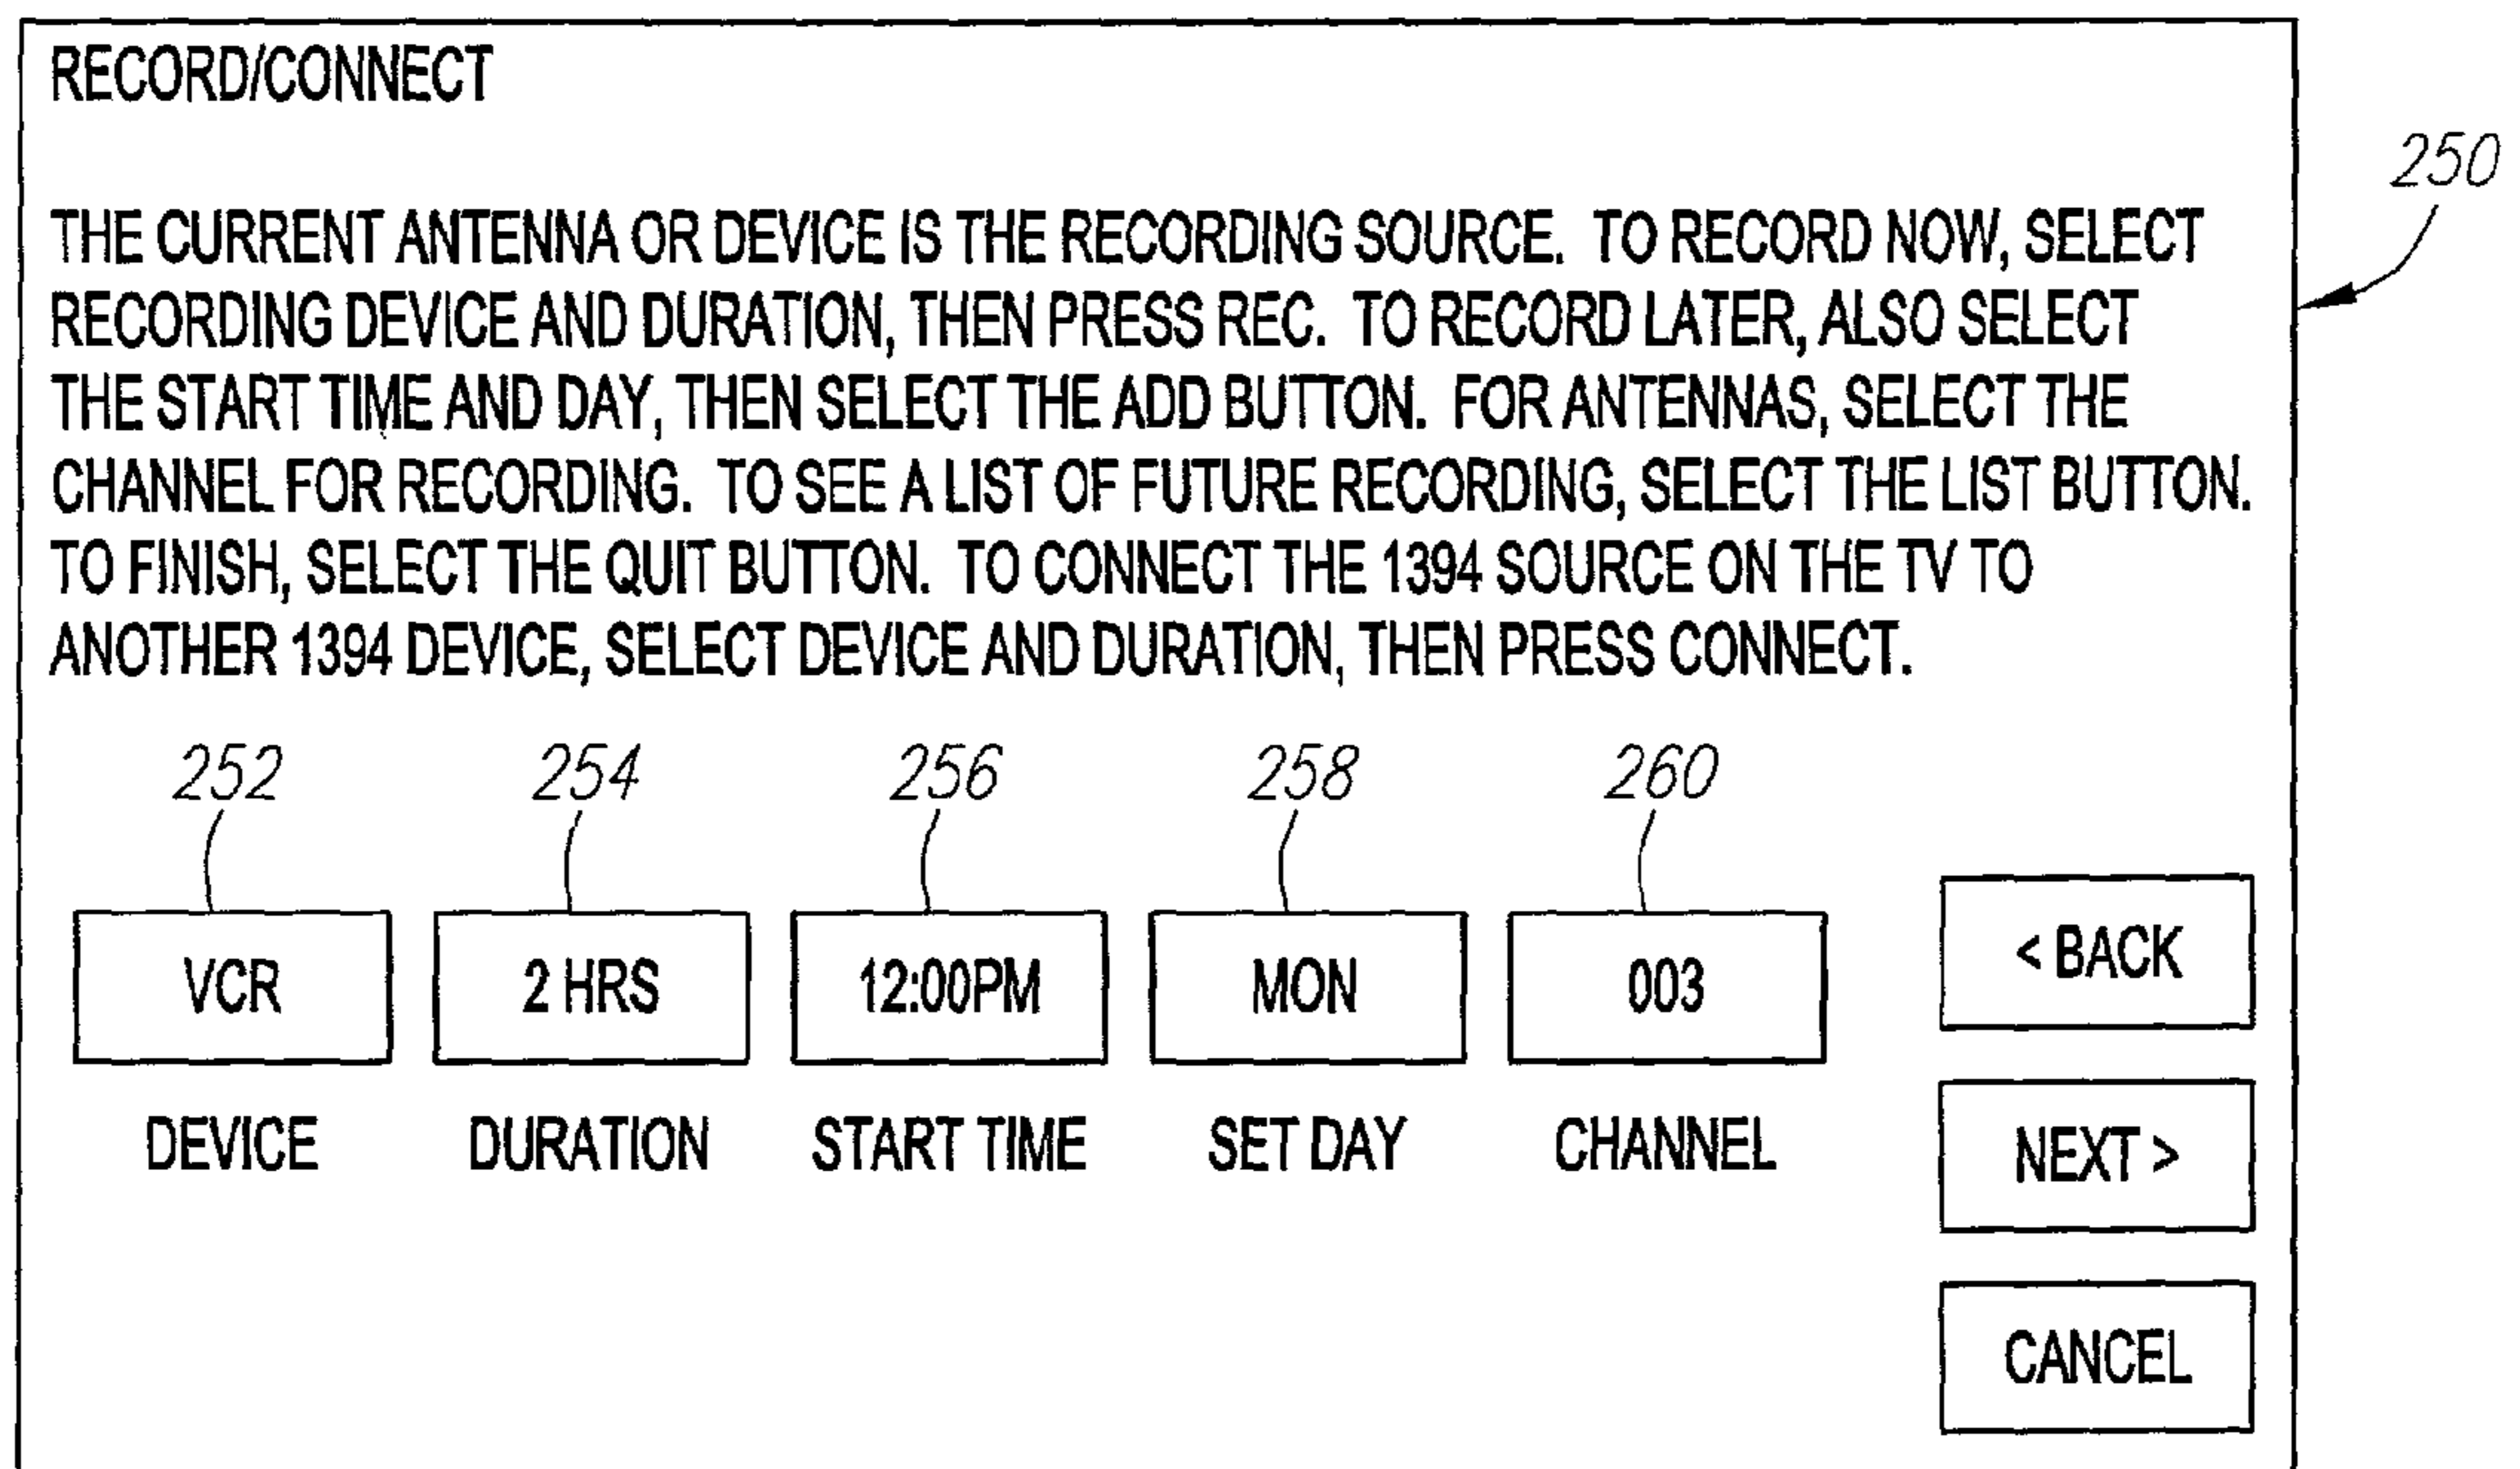 RECORD/CONNECT
250
THE CURRENT ANTENNA OR DEVICE IS THE RECORDING SOURCE. TO RECORD NOW, SELECT
RECORDING DEVICE AND DURATION, THEN PRESS REC. TO RECORD LATER, ALSO SELECT
THE START TIME AND DAY, THEN SELECT THE ADD BUTTON. FOR ANTENNAS, SELECT THE
CHANNEL FOR RECORDING. TO SEE A LIST OF FUTURE RECORDING, SELECT THE LIST BUTTON.
TO FINISH, SELECT THE QUIT BUTTON. TO CONNECT THE 1394 SOURCE ON THE TV TO
ANOTHER 1394 DEVICE, SELECT DEVICE AND DURATION, THEN PRESS CONNECT.
252 254 256 258 260
VCR 2 HRS 12:00PM MON 003
DEVICE DURATION START TIME SET DAY CHANNEL
< BACK
NEXT >
CANCEL